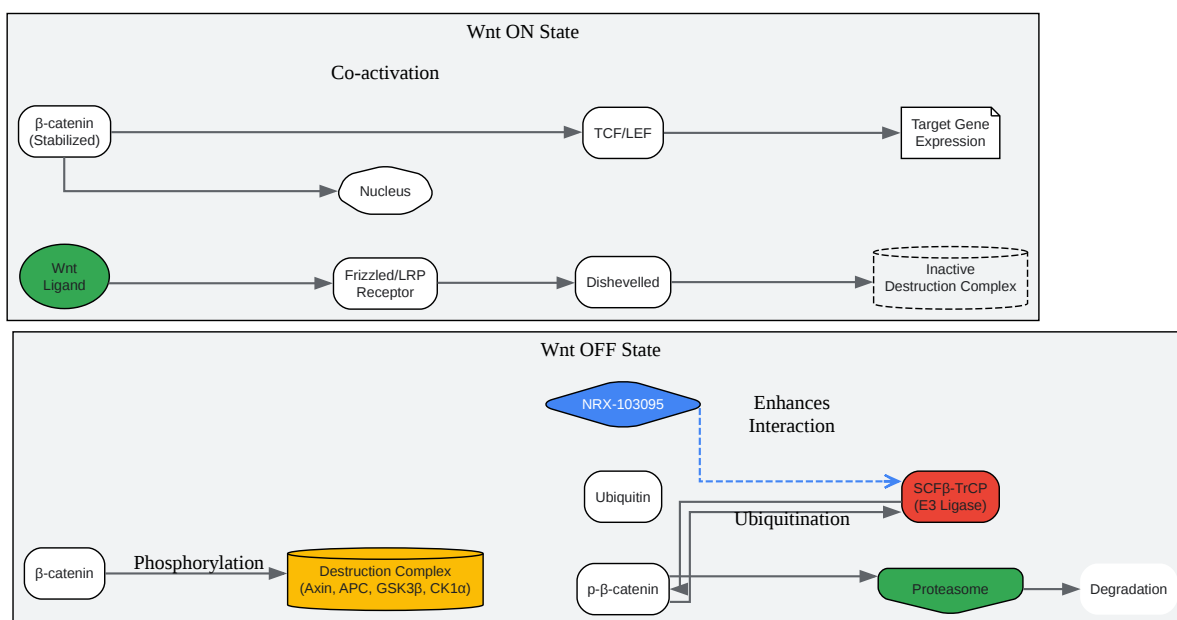 Wnt ON State
Co-activation
β-catenin
(Stabilized)
TCF/LEF
Target Gene
Expression
Nucleus
Wnt
Ligand
Frizzled/LRP
Receptor
Dishevelled
Inactive
Destruction Complex
Wnt OFF State
NRX-103095
Enhances
Interaction
Ubiquitin
SCFβ-TrCP
(E3 Ligase)
Ubiquitination
β-catenin
Phosphorylation
Destruction Complex
(Axin, APC, GSK3β, CK1α)
p-β-catenin
Proteasome
Degradation